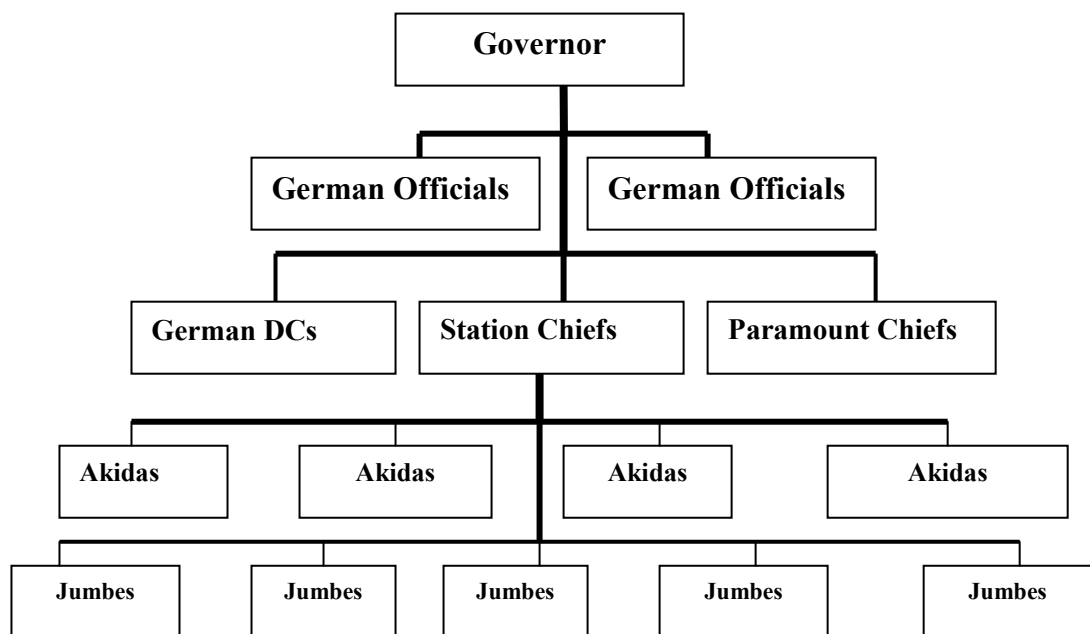 Governor
German Officials
German Officials
German DCs
Station Chiefs
Paramount Chiefs
Akidas
Akidas
Akidas
Akidas
Jumbes
Jumbes
Jumbes
Jumbes
Jumbes